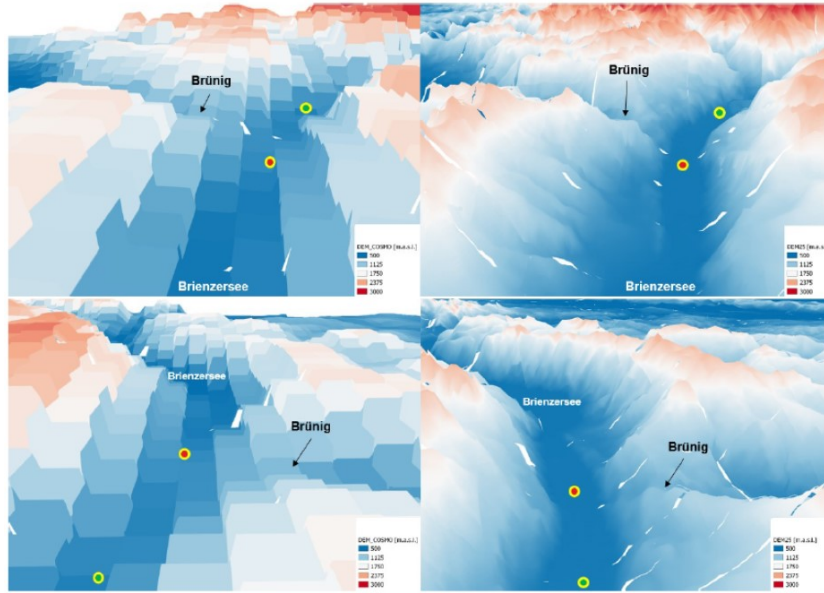 Brünig
DEM_COSMO [m.a.s.l.]
500
1125
1750
2375
3000
Brienzersee
Brünig
DEM25 [m.a.s.l
500
1125
1750
2375
3000
Brienzersee
Brienzersee
Brünig
DEM_COSMO [m.a.s.l.]
500
1125
1750
2375
3000
Brienzersee
Brünig
DEM25 [m.a.s.l.]
500
1125
1750
2375
3000